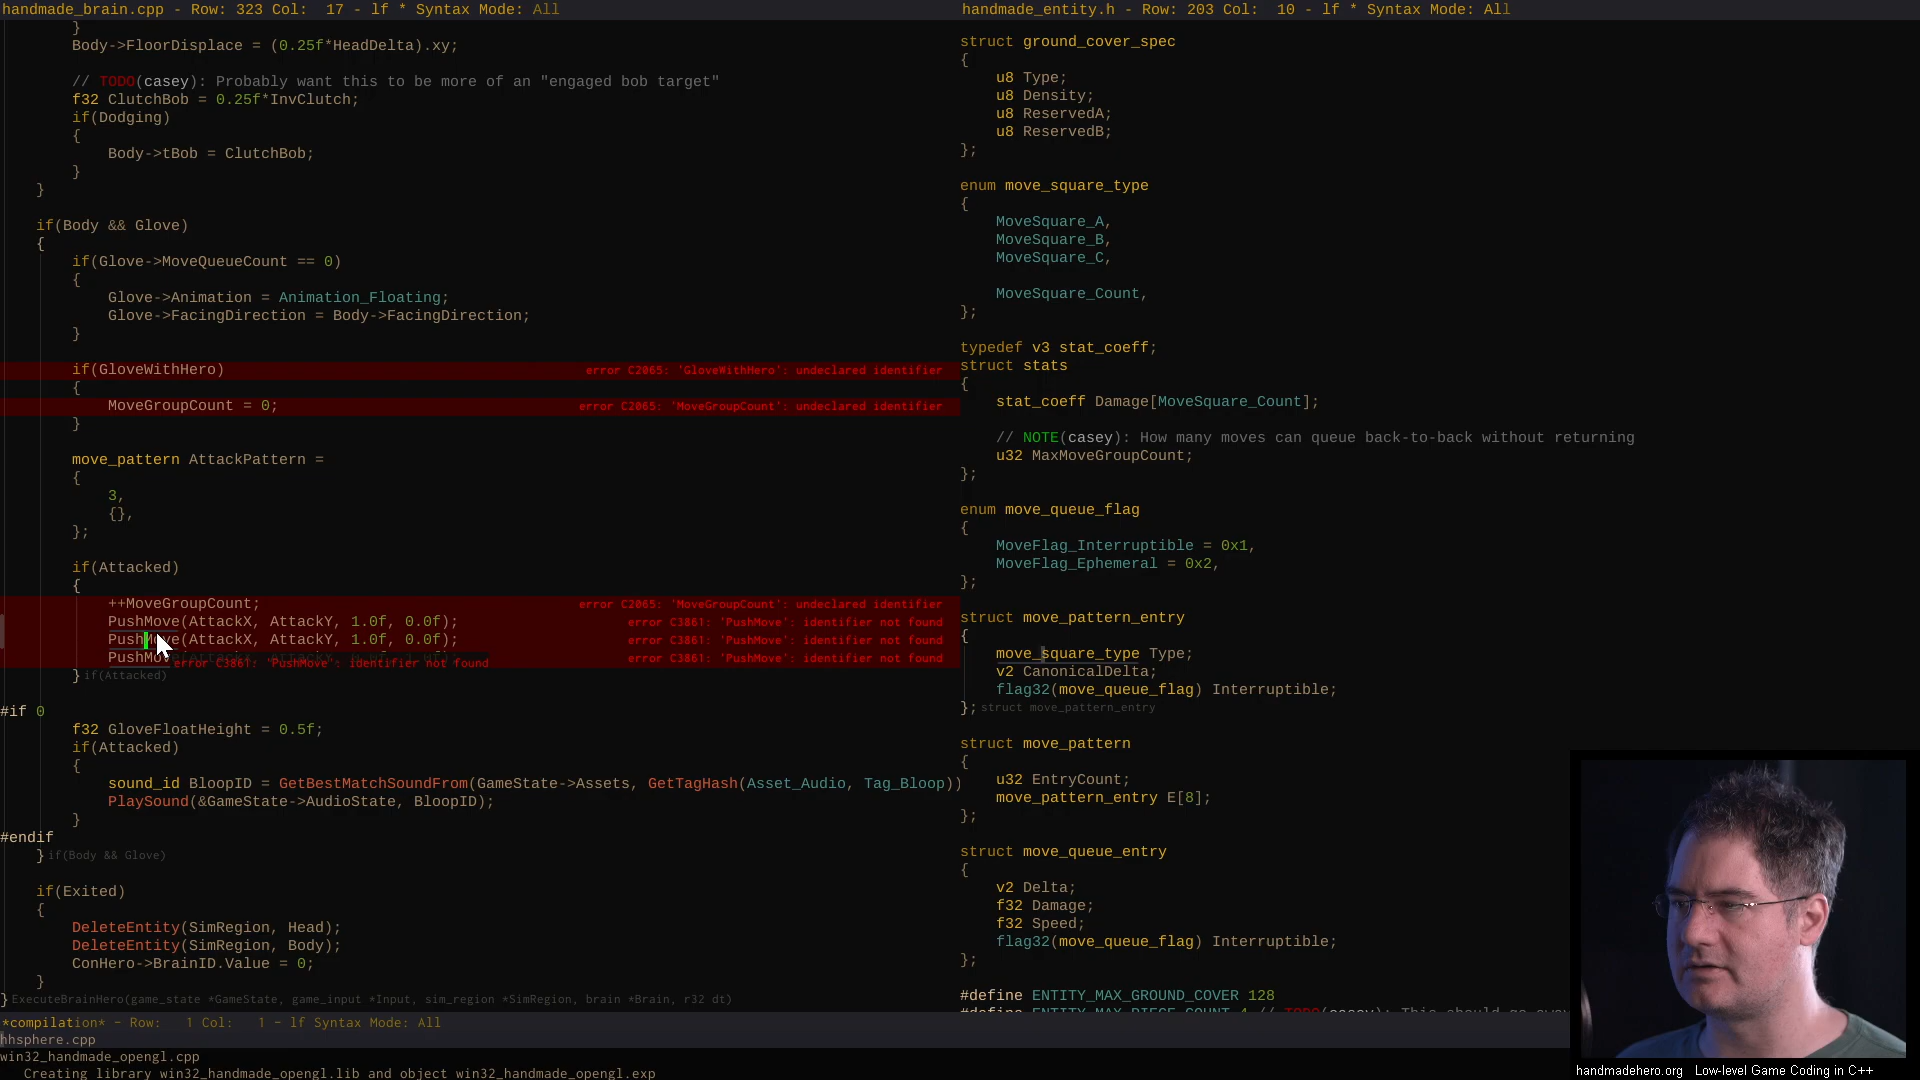 handmade_brain.cpp - Row: 323 Col:  17 - lf * Syntax Mode: All
}
Body->FloorDisplace = (0.25f*HeadDelta).xy;
// TODO(casey): Probably want this to be more of an "engaged bob target"
f32 ClutchBob = 0.25f*InvClutch;
if(Dodging)
{
Body->tBob = ClutchBob;
}
}
if(Body && Glove)
{
if(Glove->MoveQueueCount == 0)
{
Glove->Animation = Animation_Floating;
Glove->FacingDirection = Body->FacingDirection;
}
if(GloveWithHero) error C2065: 'GloveWithHero': undeclared identifier
{
MoveGroupCount = 0; error C2065: 'MoveGroupCount': undeclared identifier
}
move_pattern AttackPattern =
{
3,
{},
};
if(Attacked)
{
++MoveGroupCount; error C2065: 'MoveGroupCount': undeclared identifier
PushMove(AttackX, AttackY, 1.0f, 0.0f); error C3861: 'PushMove': identifier not found
PushMove(AttackX, AttackY, 1.0f, 0.0f); error C3861: 'PushMove': identifier not found
PushMov error C3861: 'PushMove': identifier not found
error C3861: 'PushMove': identifier not found
} if(Attacked)
#if 0
f32 GloveFloatHeight = 0.5f;
if(Attacked)
{
sound_id BloopID = GetBestMatchSoundFrom(GameState->Assets, GetTagHash(Asset_Audio, Tag_Bloop))
PlaySound(&GameState->AudioState, BloopID);
}
#endif
} if(Body && Glove)
if(Exited)
{
DeleteEntity(SimRegion, Head);
DeleteEntity(SimRegion, Body);
ConHero->BrainID.Value = 0;
}
} ExecuteBrainHero(game_state *GameState, game_input *Input, sim_region *SimRegion, brain *Brain, r32 dt)
handmade_entity.h - Row: 203 Col:  10 - lf * Syntax Mode: All
struct ground_cover_spec
{
u8 Type;
u8 Density;
u8 ReservedA;
u8 ReservedB;
};
enum move_square_type
{
MoveSquare_A,
MoveSquare_B,
MoveSquare_C,
MoveSquare_Count,
};
typedef v3 stat_coeff;
struct stats
{
stat_coeff Damage[MoveSquare_Count];
// NOTE(casey): How many moves can queue back-to-back without returning
u32 MaxMoveGroupCount;
};
enum move_queue_flag
{
MoveFlag_Interruptible = 0x1,
MoveFlag_Ephemeral = 0x2,
};
struct move_pattern_entry
{
move_square_type Type;
v2 CanonicalDelta;
flag32(move_queue_flag) Interruptible;
}; struct move_pattern_entry
struct move_pattern
{
u32 EntryCount;
move_pattern_entry E[8];
};
struct move_queue_entry
{
v2 Delta;
f32 Damage;
f32 Speed;
flag32(move_queue_flag) Interruptible;
};
#define ENTITY_MAX_GROUND_COVER 128
#define ENTITY_MAX_PIECE_COUNT 4 // TODO(casey): This should go away
*compilation* - Row:   1 Col:   1 - lf Syntax Mode: All
hhsphere.cpp
win32_handmade_opengl.cpp
Creating library win32_handmade_opengl.lib and object win32_handmade_opengl.exp
handmadehero.org   Low-level Game Coding in C++